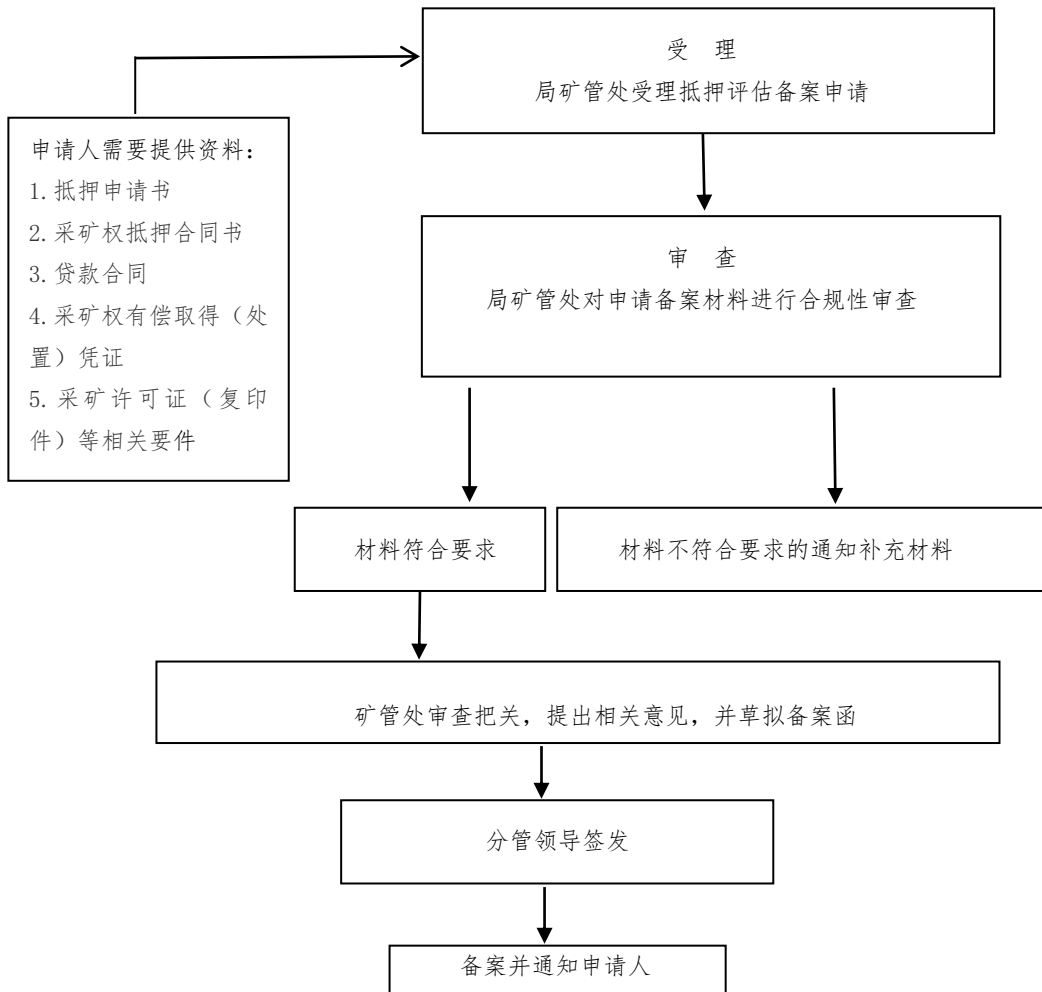 受 理
局矿管处受理抵押评估备案申请
申请人需要提供资料：
1.抵押申请书
2.采矿权抵押合同书
3.贷款合同
4.采矿权有偿取得（处
置）凭证
5.采矿许可证（复印
件）等相关要件
审 查
局矿管处对申请备案材料进行合规性审查
材料符合要求
材料不符合要求的通知补充材料
矿管处审查把关，提出相关意见，并草拟备案函
分管领导签发
备案并通知申请人